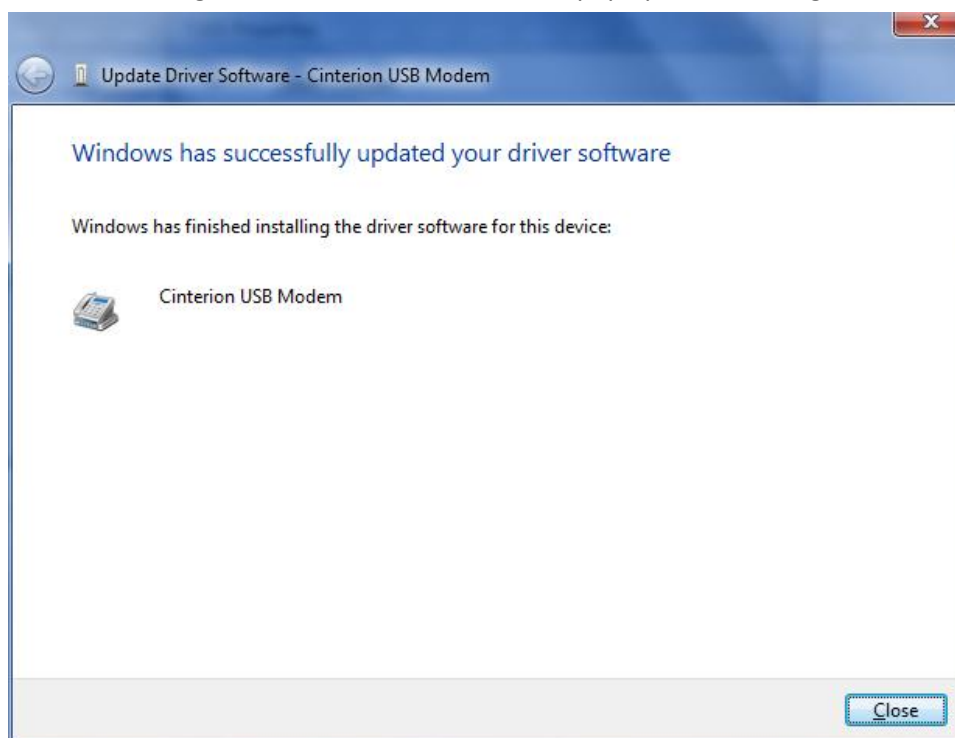 Update Driver Software - Cinterion USB Modem
Windows has successfully updated your driver software
Windows has finished installing the driver software for this device:
Cinterion USB Modem
Close